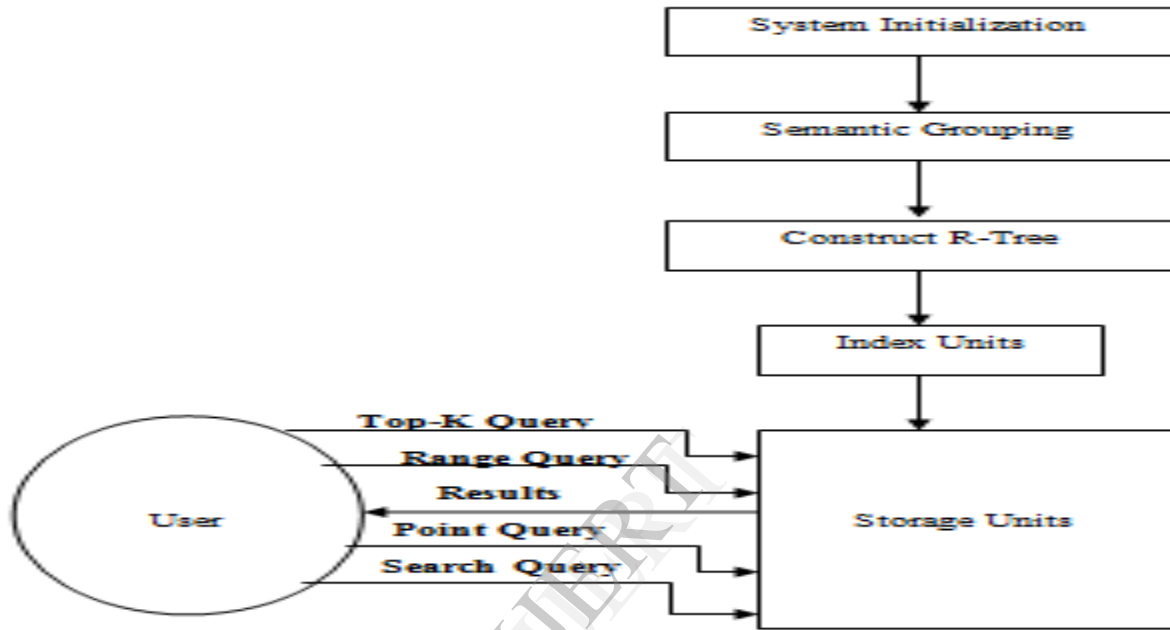 System Initialization
Semantic Grouping
Construct R-Tree
Index Units
Top-K Query
Range Query
Results
User
Storage Units
Point Query
Search Query
IJERT